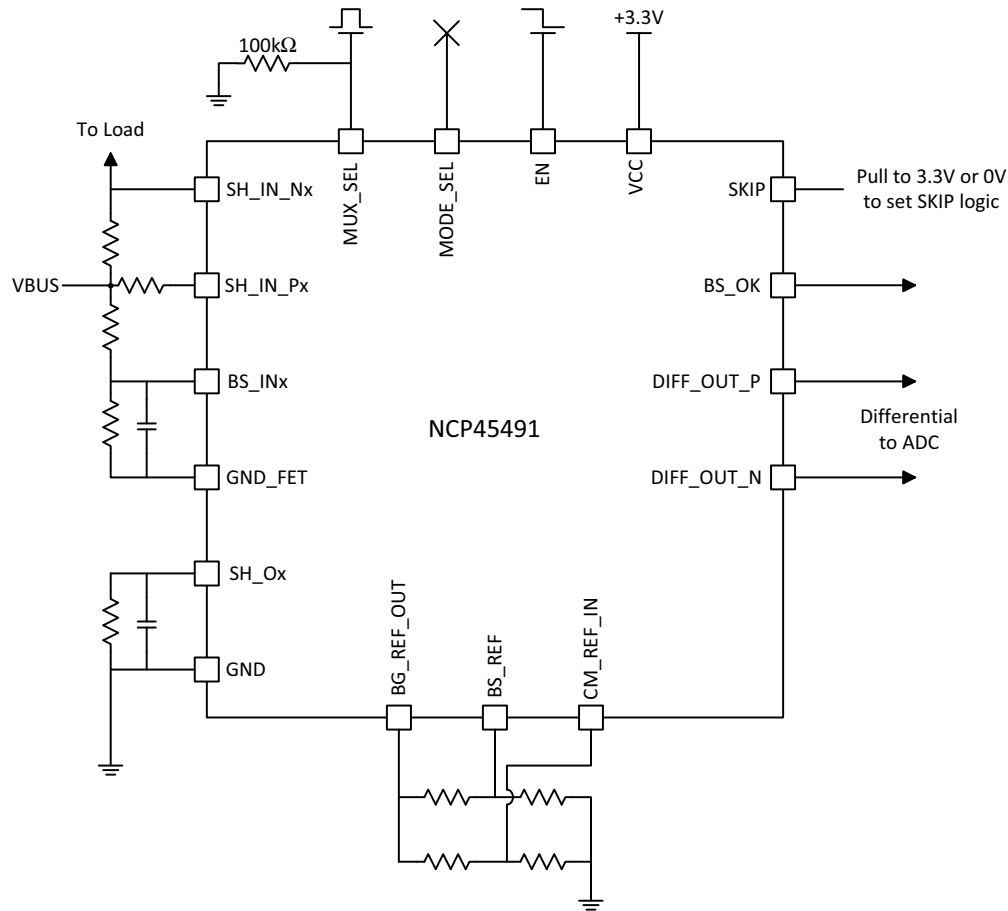 +3.3V
100kΩ
To Load
MUX_SEL
MODE_SEL
EN
VCC
SH_IN_Nx
SKIP
Pull to 3.3V or 0V
to set SKIP logic
VBUS
SH_IN_Px
BS_OK
BS_INx
DIFF_OUT_P
NCP45491
Differential
to ADC
GND_FET
DIFF_OUT_N
SH_Ox
GND
BG_REF_OUT
BS_REF
CM_REF_IN